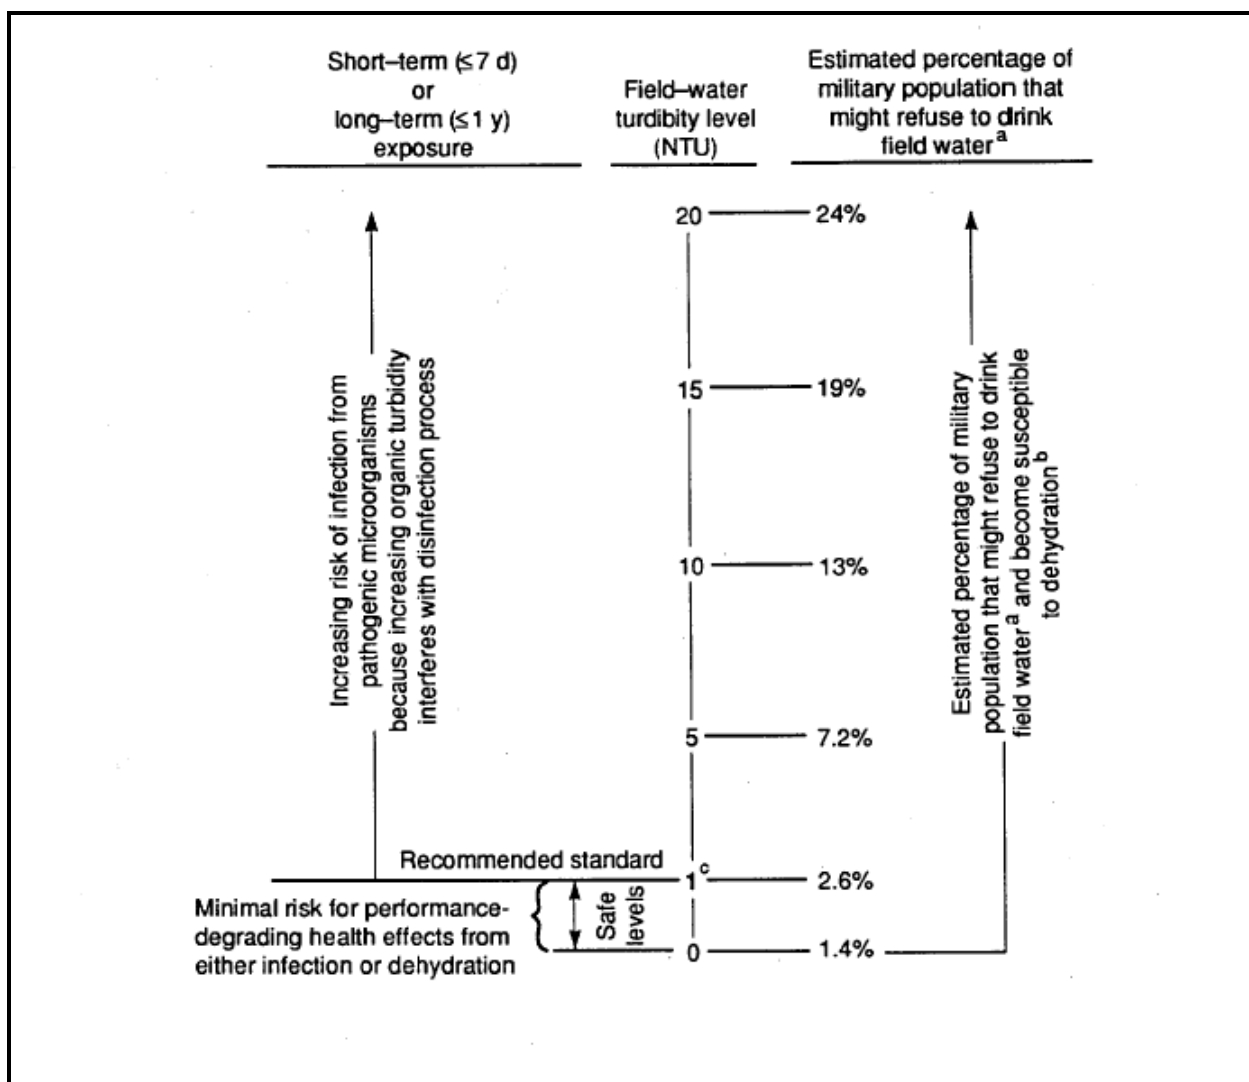 Short–term (≤7 d)
or
long–term (≤1 y)
exposure
Field–water
turdibity level
(NTU)
Estimated percentage of
military population that
might refuse to drink
field water^a
20
24%
15
19%
10
13%
5
7.2%
Recommended standard
1^c
2.6%
0
1.4%
Increasing risk of infection from
pathogenic microorganisms
because increasing organic turbidity
interferes with disinfection process
Estimated percentage of military
population that might refuse to drink
field water^a and become susceptible
to dehydration^b
Safe
levels
Minimal risk for performance-
degrading health effects from
either infection or dehydration